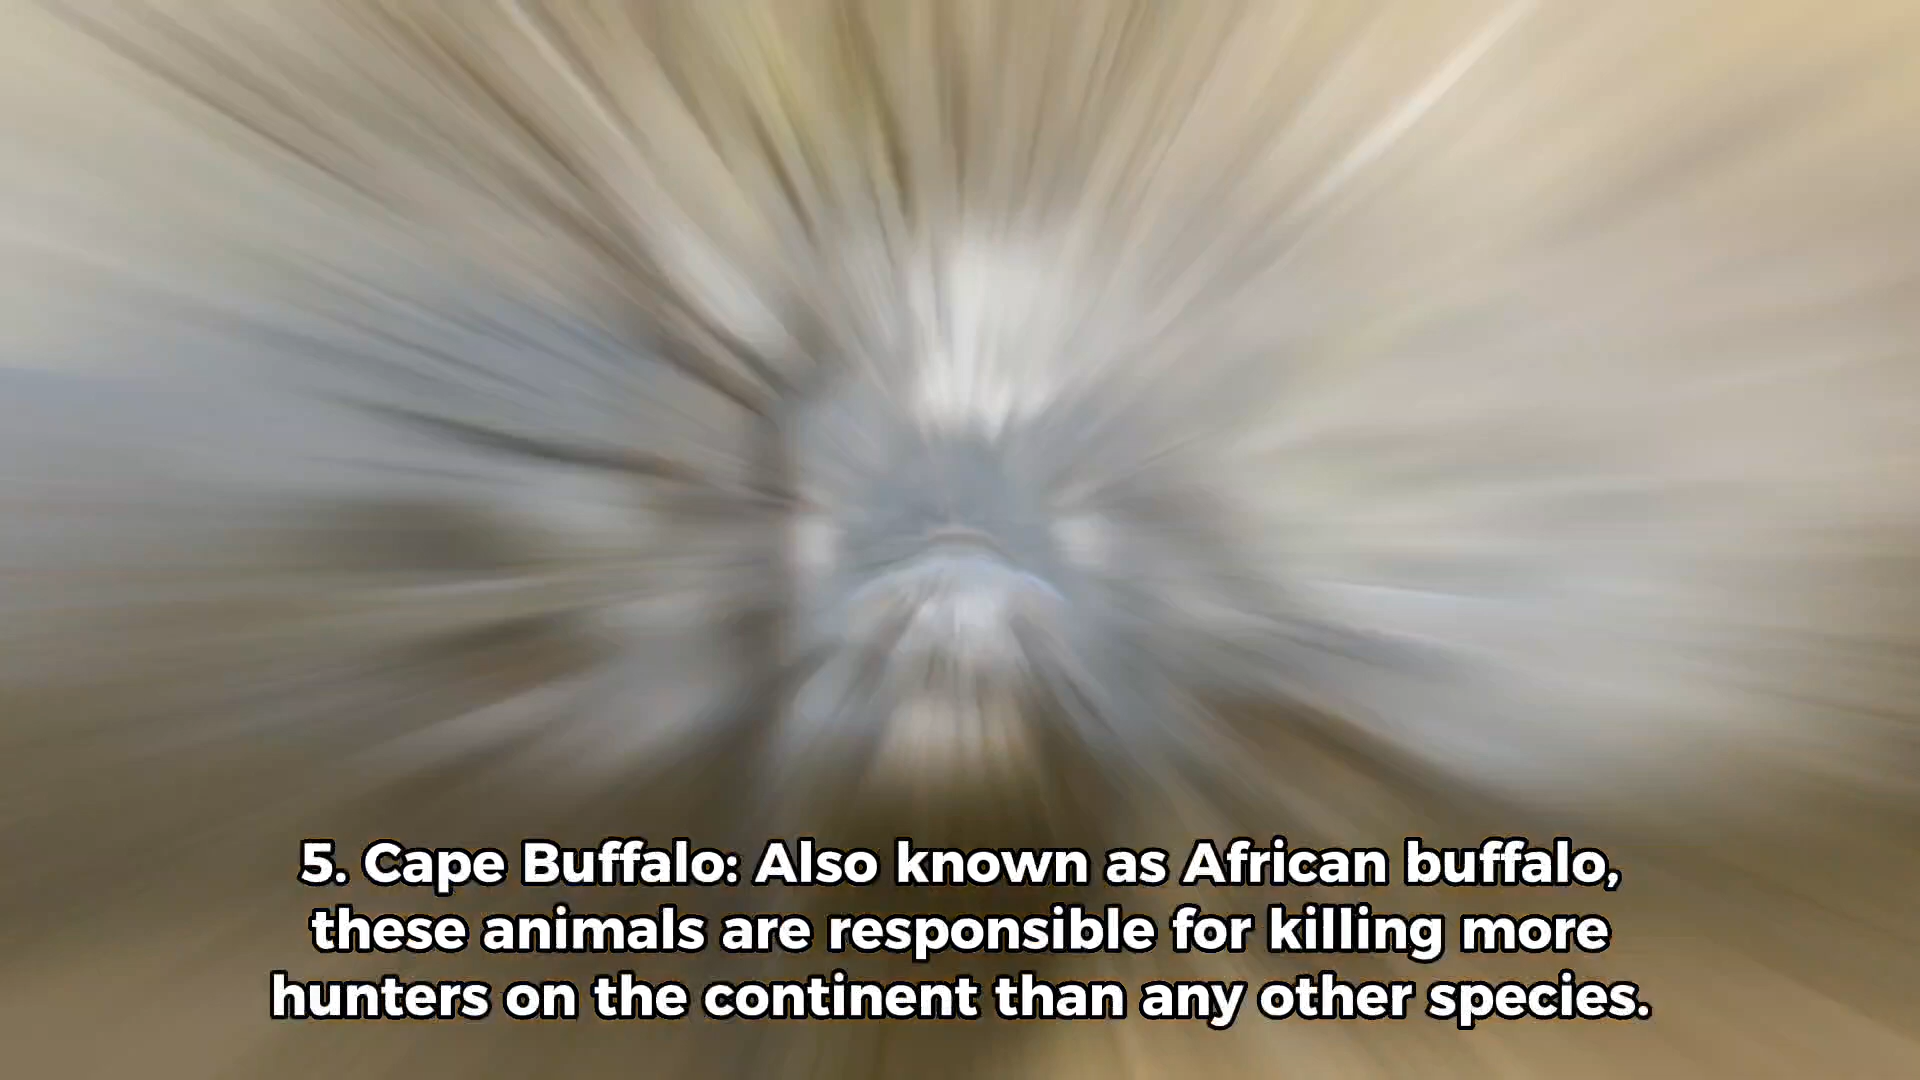 5. Cape Buffalo: Also known as African buffalo,
these animals are responsible for killing more
hunters on the continent than any other species.